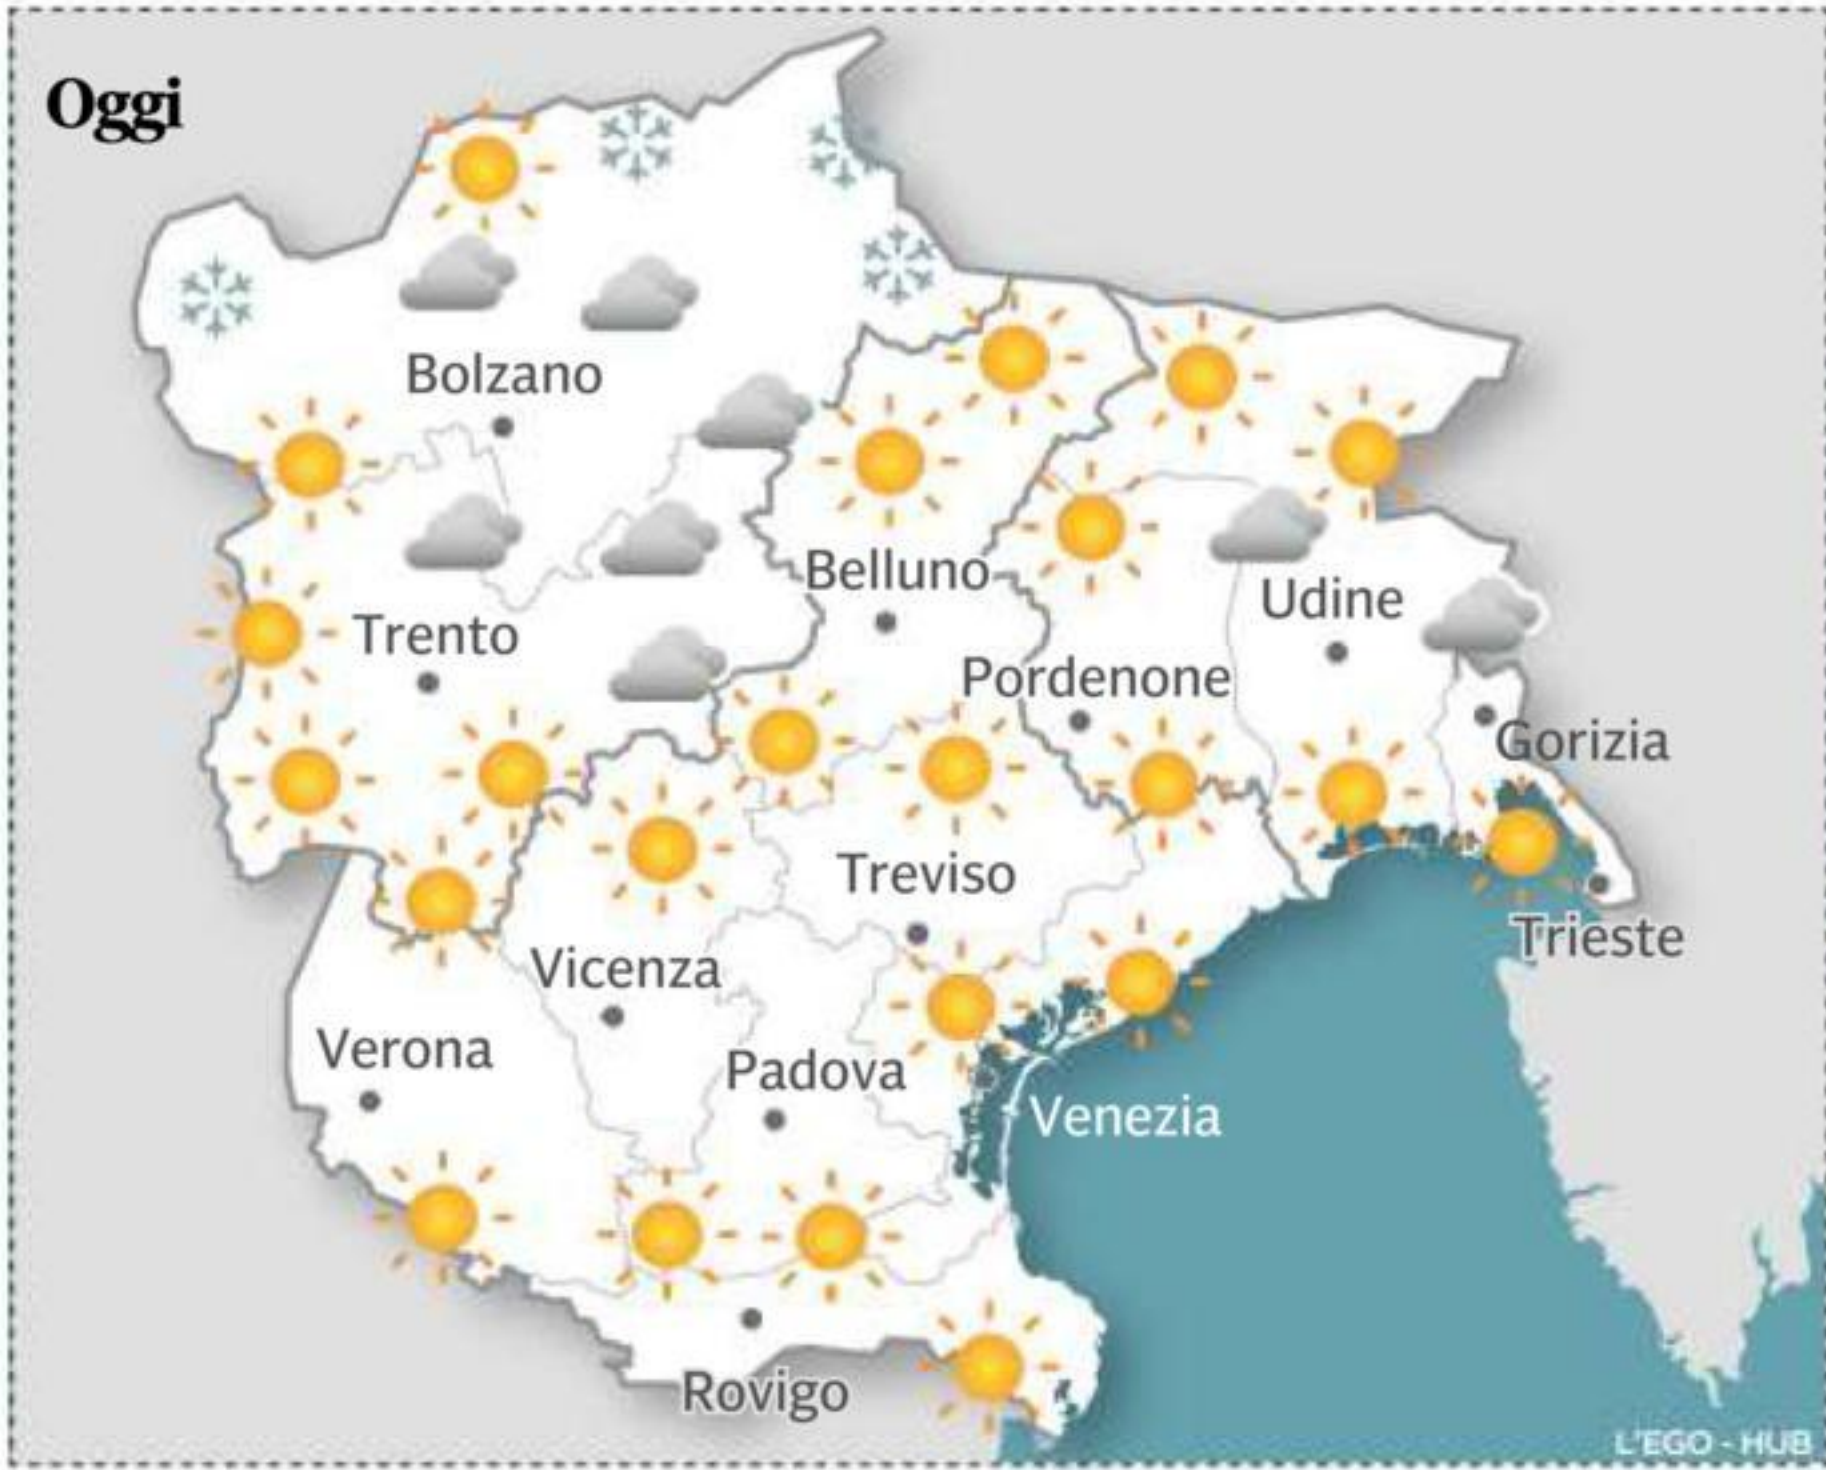 Oggi
Bolzano
Belluno
Udine
Trento
Pordenone
Gorizia
Treviso
Trieste
Vicenza
Verona
Padova
Venezia
Rovigo
L'EGO - HUB